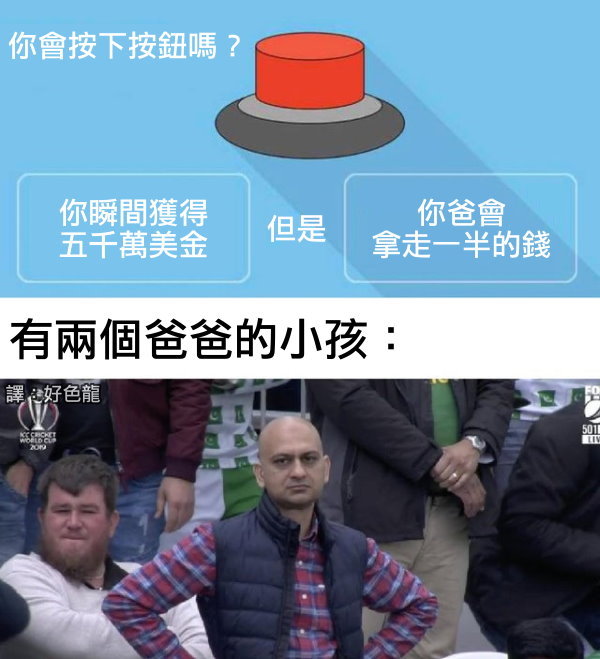 你會按下按鈕嗎？
你瞬間獲得
五千萬美金
但是
你爸會
拿走一半的錢
有兩個爸爸的小孩：
譯：好色龍
ICC CRICKET
WORLD CUP
2019
501
LIV